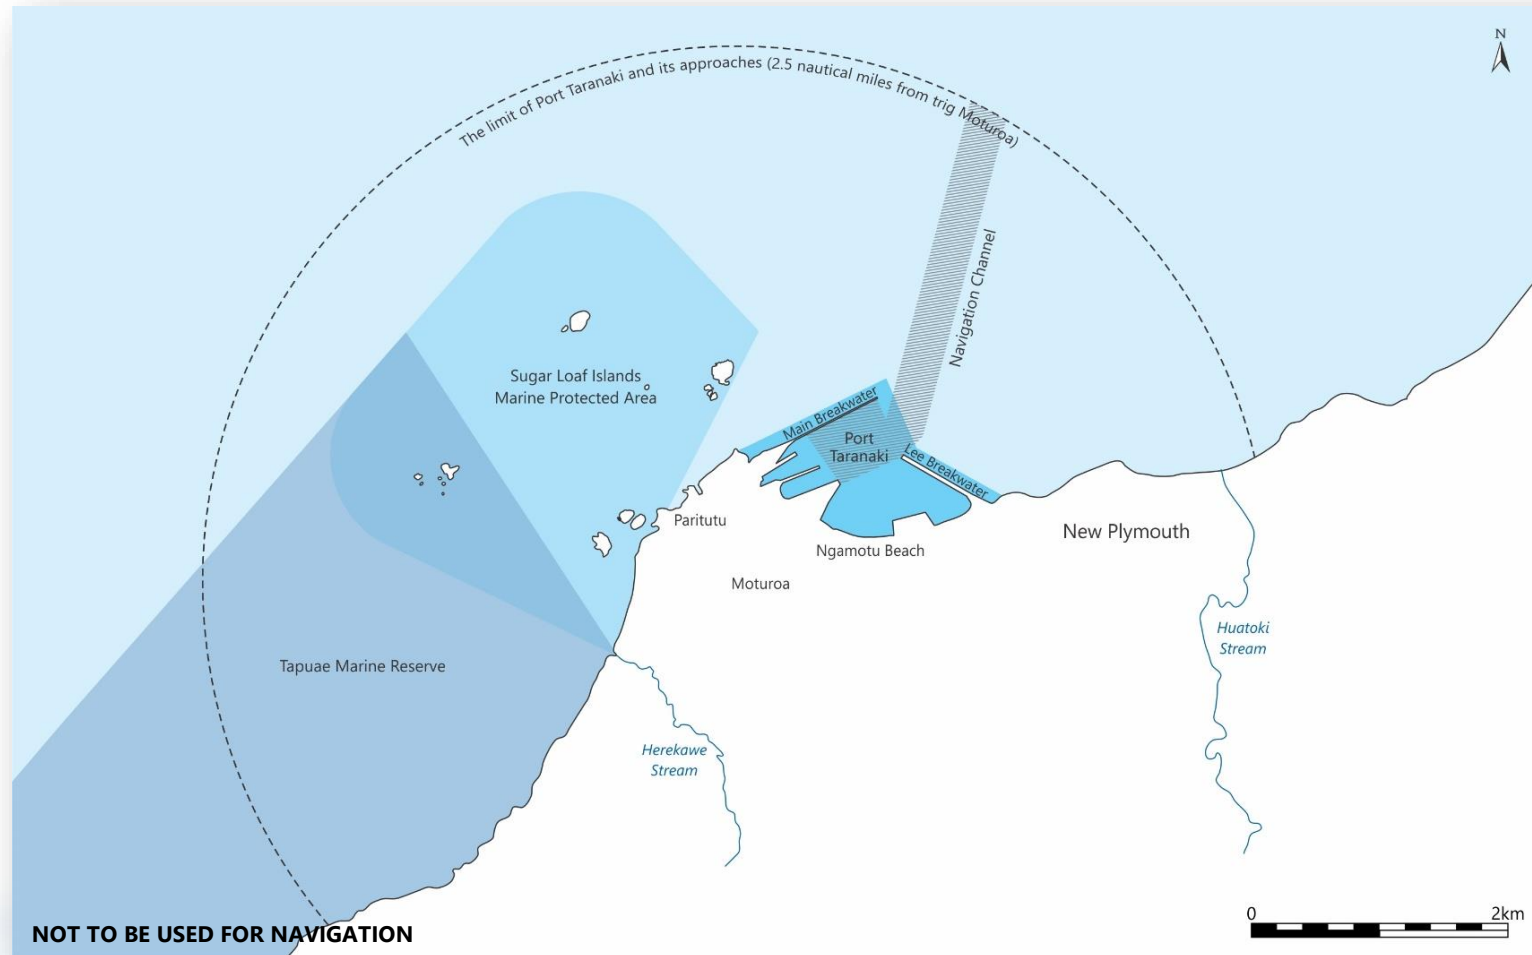 N
The limit of Port Taranaki and its approaches (2.5 nautical miles from trig Moturoa)
Navigation Channel
Sugar Loaf Islands
Marine Protected Area
Main Breakwater
Port
Taranaki
Lee Breakwater
Paritutu
New Plymouth
Ngamotu Beach
Moturoa
Huatoki
Stream
Tapuae Marine Reserve
Herekawe
Stream
0 2km
NOT TO BE USED FOR NAVIGATION